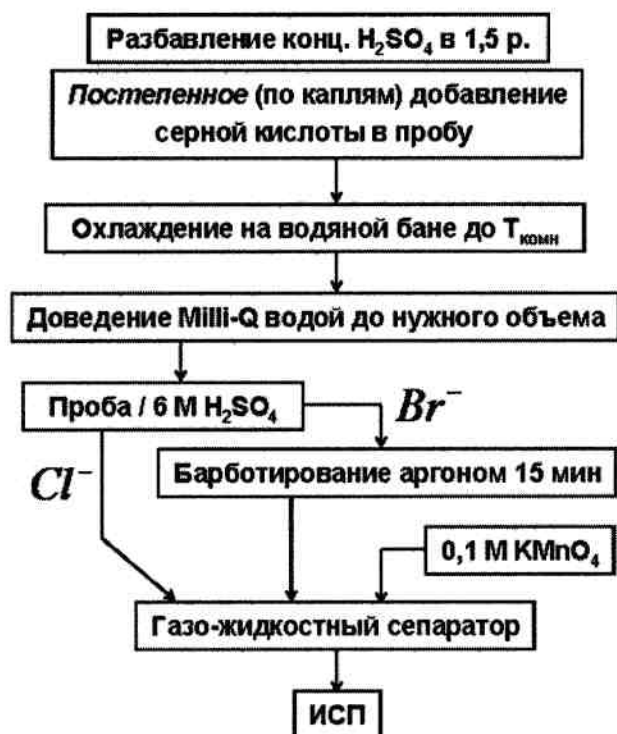 Разбавление конц. H₂SO₄ в 1,5 р.
Постепенное (по каплям) добавление
серной кислоты в пробу
Охлаждение на водяной бане до Tкомн
Доведение Milli-Q водой до нужного объема
Проба / 6 M H₂SO₄
Br⁻
Cl⁻
Барботирование аргоном 15 мин
0,1 M KMnO₄
Газо-жидкостный сепаратор
ИСП